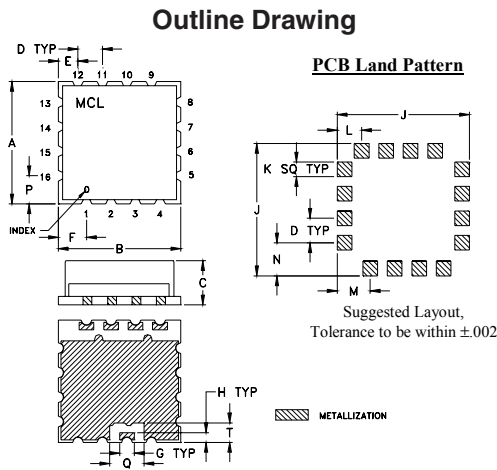 Outline Drawing
D TYP
E
12 11 10 9
MCL
13
14
15
16
8
7
6
5
A
P
INDEX
1 2 3 4
F
B
C
H TYP
T
G TYP
Q
PCB Land Pattern
J
L
K SQ TYP
J
D TYP
N
M
Suggested Layout,
Tolerance to be within ±.002
METALLIZATION